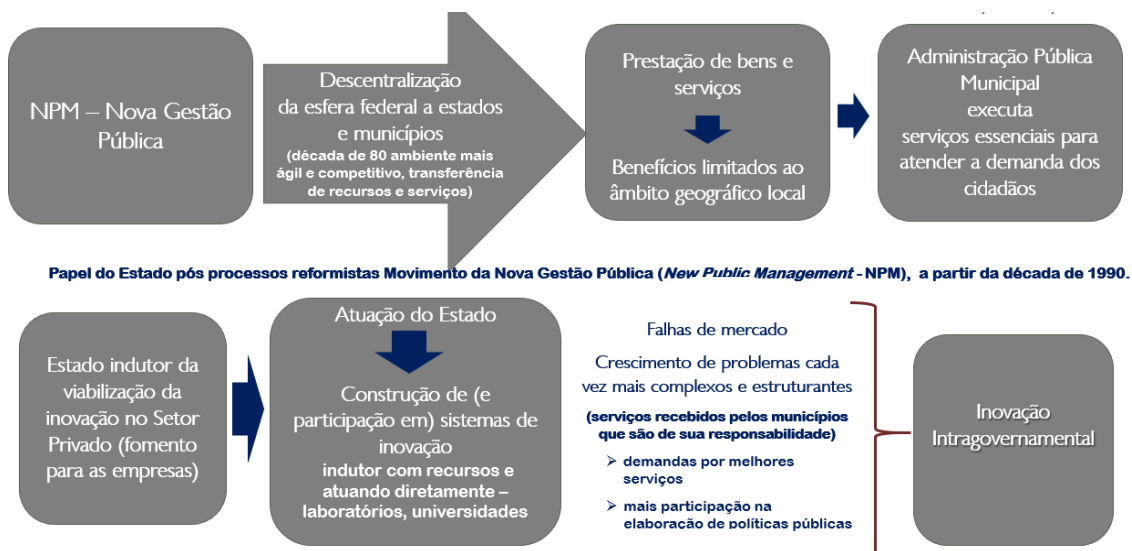 NPM – Nova Gestão
Pública
Descentralização
da esfera federal a estados
e municípios
(década de 80 ambiente mais
ágil e competitivo, transferência
de recursos e serviços)
Prestação de bens e
serviços
Benefícios limitados ao
âmbito geográfico local
Administração Pública
Municipal
executa
serviços essenciais para
atender a demanda dos
cidadãos
Papel do Estado pós processos reformistas Movimento da Nova Gestão Pública (New Public Management - NPM), a partir da década de 1990.
Estado indutor da
viabilização da
inovação no Setor
Privado (fomento
para as empresas)
Atuação do Estado
Construção de (e
participação em) sistemas de
inovação
indutor com recursos e
atuando diretamente –
laboratórios, universidades
Falhas de mercado
Crescimento de problemas cada
vez mais complexos e estruturantes
(serviços recebidos pelos municípios
que são de sua responsabilidade)
➢ demandas por melhores
serviços
➢ mais participação na
elaboração de políticas públicas
Inovação
Intragovernamental